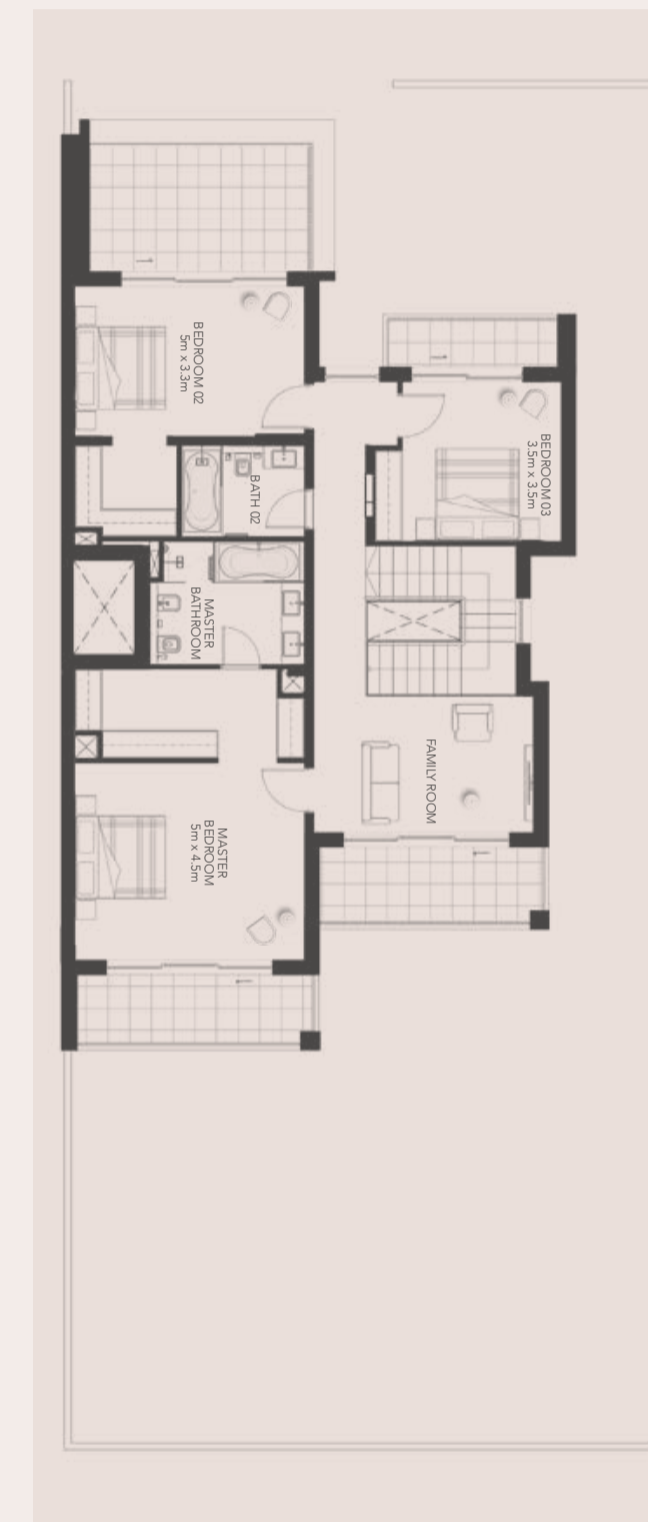 BEDROOM 02
5m x 3.3m
BEDROOM 03
3.5m x 3.5m
BATH 02
MASTER
BATHROOM
FAMILY ROOM
MASTER
BEDROOM
5m x 4.5m